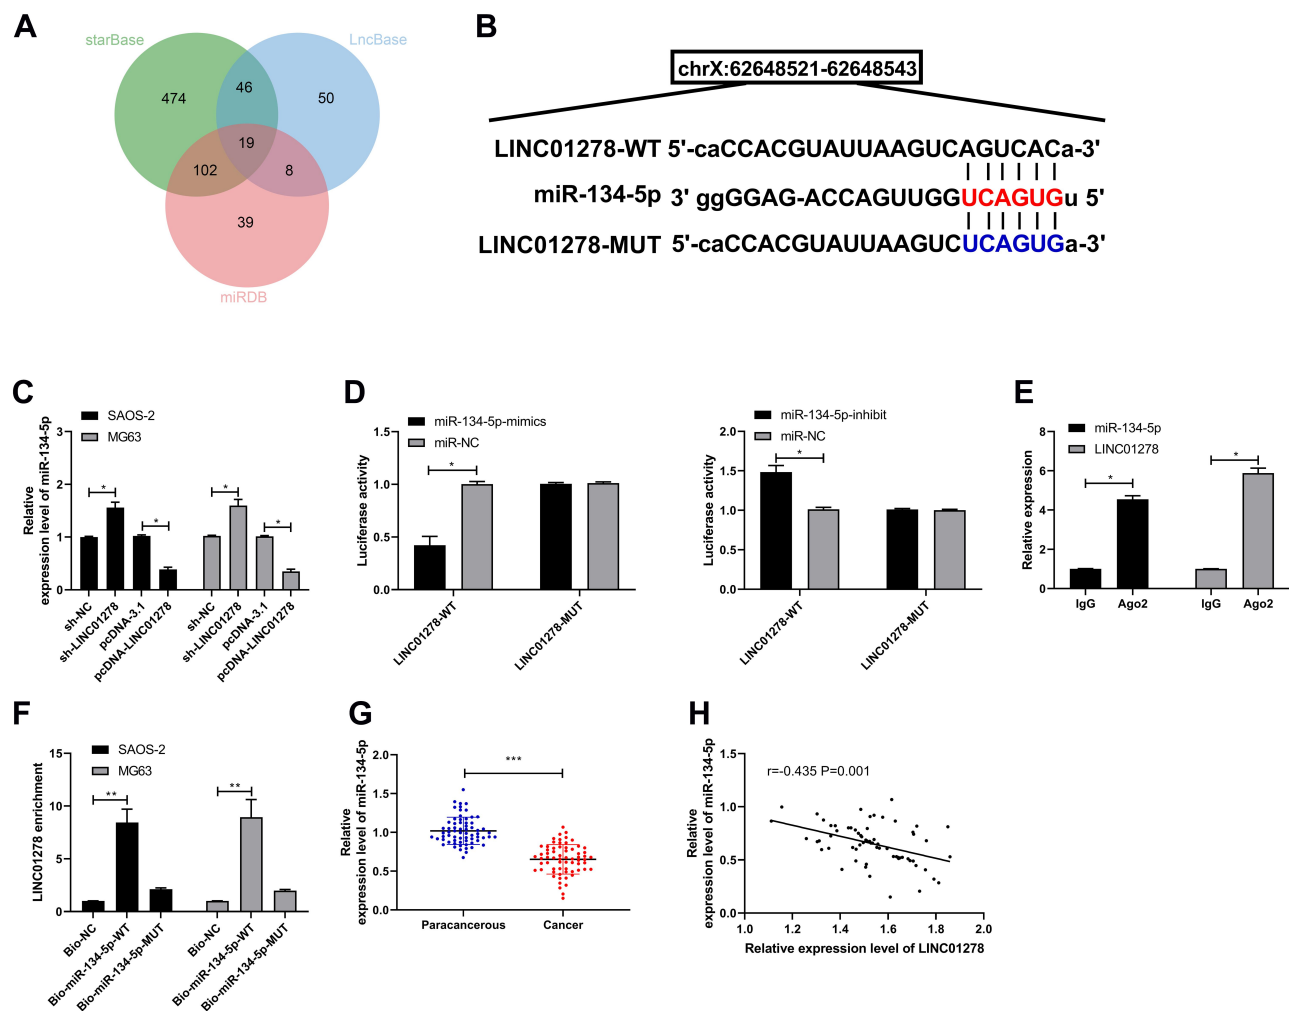 A
starBase
LncBase
474
46
50
19
102
8
39
miRDB
B
chrX:62648521-62648543
LINC01278-WT 5'-caCCACGUAUUAAGUCAGUCACa-3'
miR-134-5p 3' ggGGAG-ACCAGUUGGUCAGUGu 5'
LINC01278-MUT 5'-caCCACGUAUUAAGUCUCAGUGa-3'
C
SAOS-2
MG63
Relative
expression level of miR-134-5p
3
2
1
0
*
*
*
*
sh-NC
sh-LINC01278
pcDNA-3.1
pcDNA-LINC01278
sh-NC
sh-LINC01278
pcDNA-3.1
pcDNA-LINC01278
D
miR-134-5p-mimics
miR-NC
Luciferase activity
1.5
1.0
0.5
0.0
*
LINC01278-WT
LINC01278-MUT
miR-134-5p-inhibit
miR-NC
Luciferase activity
2.0
1.5
1.0
0.5
0.0
*
LINC01278-WT
LINC01278-MUT
E
miR-134-5p
LINC01278
Relative expression
8
6
4
2
0
*
*
IgG
Ago2
IgG
Ago2
F
SAOS-2
MG63
LINC01278 enrichment
15
10
5
0
**
**
Bio-NC
Bio-miR-134-5p-WT
Bio-miR-134-5p-MUT
Bio-NC
Bio-miR-134-5p-WT
Bio-miR-134-5p-MUT
G
Relative
expression level of miR-134-5p
2.0
1.5
1.0
0.5
0.0
***
Paracancerous
Cancer
H
Relative
expression level of miR-134-5p
1.5
1.0
0.5
0.0
r=-0.435 P=0.001
1.0
1.2
1.4
1.6
1.8
2.0
Relative expression level of LINC01278